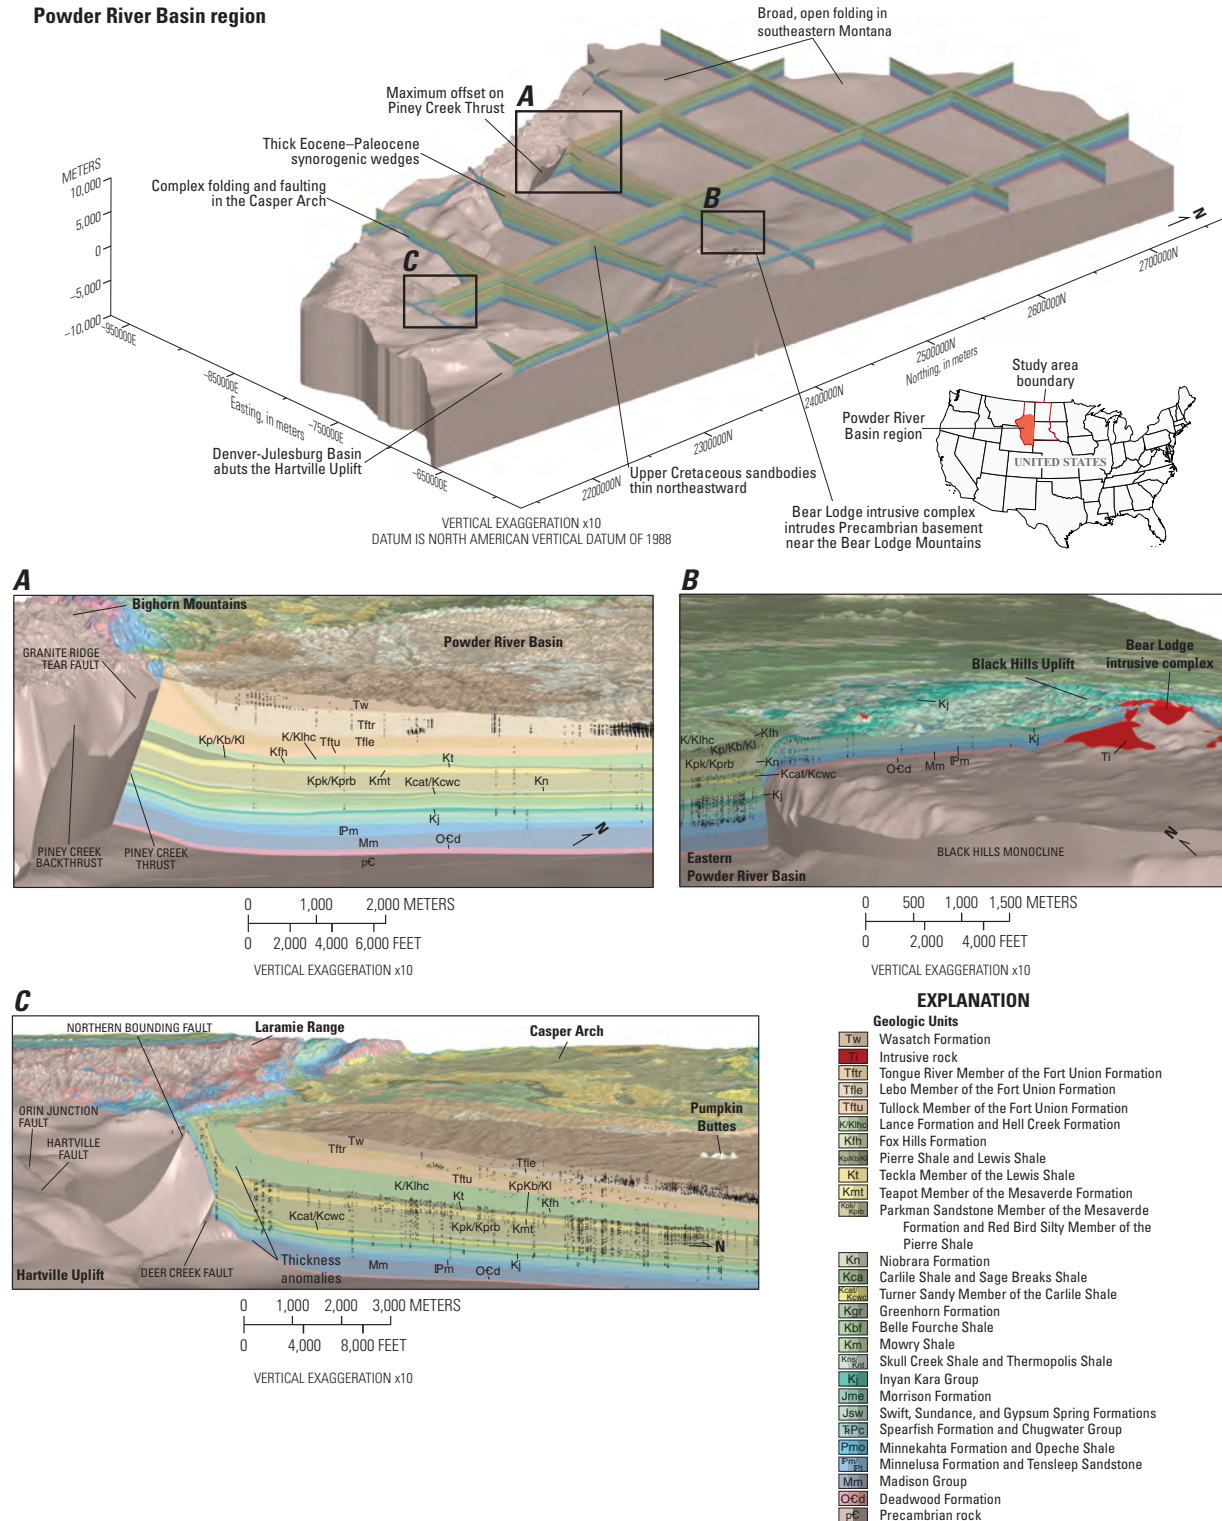 Powder River Basin region
Broad, open folding in
southeastern Montana
Maximum offset on
Piney Creek Thrust
A
Thick Eocene–Paleocene
synorogenic wedges
Complex folding and faulting
in the Casper Arch
METERS
10,000
5,000
0
–5,000
–10,000
B
C
N
–950000E
–850000E
–750000E
–650000E
Easting, in meters
2200000N
2300000N
2400000N
2500000N
2600000N
2700000N
Northing, in meters
Denver-Julesburg Basin
abuts the Hartville Uplift
Upper Cretaceous sandbodies
thin northeastward
Bear Lodge intrusive complex
intrudes Precambrian basement
near the Bear Lodge Mountains
VERTICAL EXAGGERATION x10
DATUM IS NORTH AMERICAN VERTICAL DATUM OF 1988
Study area
boundary
Powder River
Basin region
UNITED STATES
A
Bighorn Mountains
Powder River Basin
GRANITE RIDGE
TEAR FAULT
Tw
Tftr
Kp/Kb/Kl
K/Klhc
Tftu
Tfle
Kfh
Kt
Kpk/Kprb
Kmt
Kcat/Kcwc
Kn
Kj
ℙm
Mm
O-Єd
pЄ
N
PINEY CREEK
BACKTHRUST
PINEY CREEK
THRUST
0 1,000 2,000 METERS
0 2,000 4,000 6,000 FEET
VERTICAL EXAGGERATION x10
B
Bear Lodge
intrusive complex
Black Hills Uplift
Kj
K/Klhc
Kfh
Kp/Kb/Kl
Kpk/Kprb
Kn
Kcat/Kcwc
Kj
OЄd
Mm
ℙm
Kj
Ti
N
BLACK HILLS MONOCLINE
Eastern
Powder River Basin
0 500 1,000 1,500 METERS
0 2,000 4,000 FEET
VERTICAL EXAGGERATION x10
C
NORTHERN BOUNDING FAULT
Laramie Range
Casper Arch
ORIN JUNCTION
FAULT
HARTVILLE
FAULT
Pumpkin
Buttes
Tw
Tftr
Tfle
K/Klhc
Tftu
KpKb/Kl
Kt
Kfh
Kcat/Kcwc
Kpk/Kprb
Kmt
N
Thickness
anomalies
Mm
ℙm
OЄd
Kj
Hartville Uplift
DEER CREEK FAULT
0 1,000 2,000 3,000 METERS
0 4,000 8,000 FEET
VERTICAL EXAGGERATION x10
EXPLANATION
Geologic Units
Tw Wasatch Formation
Ti Intrusive rock
Tftr Tongue River Member of the Fort Union Formation
Tfle Lebo Member of the Fort Union Formation
Tftu Tullock Member of the Fort Union Formation
K/Klhc Lance Formation and Hell Creek Formation
Kfh Fox Hills Formation
Kp/Kb/Kl Pierre Shale and Lewis Shale
Kt Teckla Member of the Lewis Shale
Kmt Teapot Member of the Mesaverde Formation
Kpk/Kprb Parkman Sandstone Member of the Mesaverde
Formation and Red Bird Silty Member of the
Pierre Shale
Kn Niobrara Formation
Kca Carlile Shale and Sage Breaks Shale
Kcat/Kcwc Turner Sandy Member of the Carlile Shale
Kgr Greenhorn Formation
Kbf Belle Fourche Shale
Km Mowry Shale
Kns/Knt Skull Creek Shale and Thermopolis Shale
Kj Inyan Kara Group
Jme Morrison Formation
Jsw Swift, Sundance, and Gypsum Spring Formations
TꞦPc Spearfish Formation and Chugwater Group
Pmo Minnekahta Formation and Opeche Shale
ℙm/ℙt Minnelusa Formation and Tensleep Sandstone
Mm Madison Group
OЄd Deadwood Formation
pЄ Precambrian rock